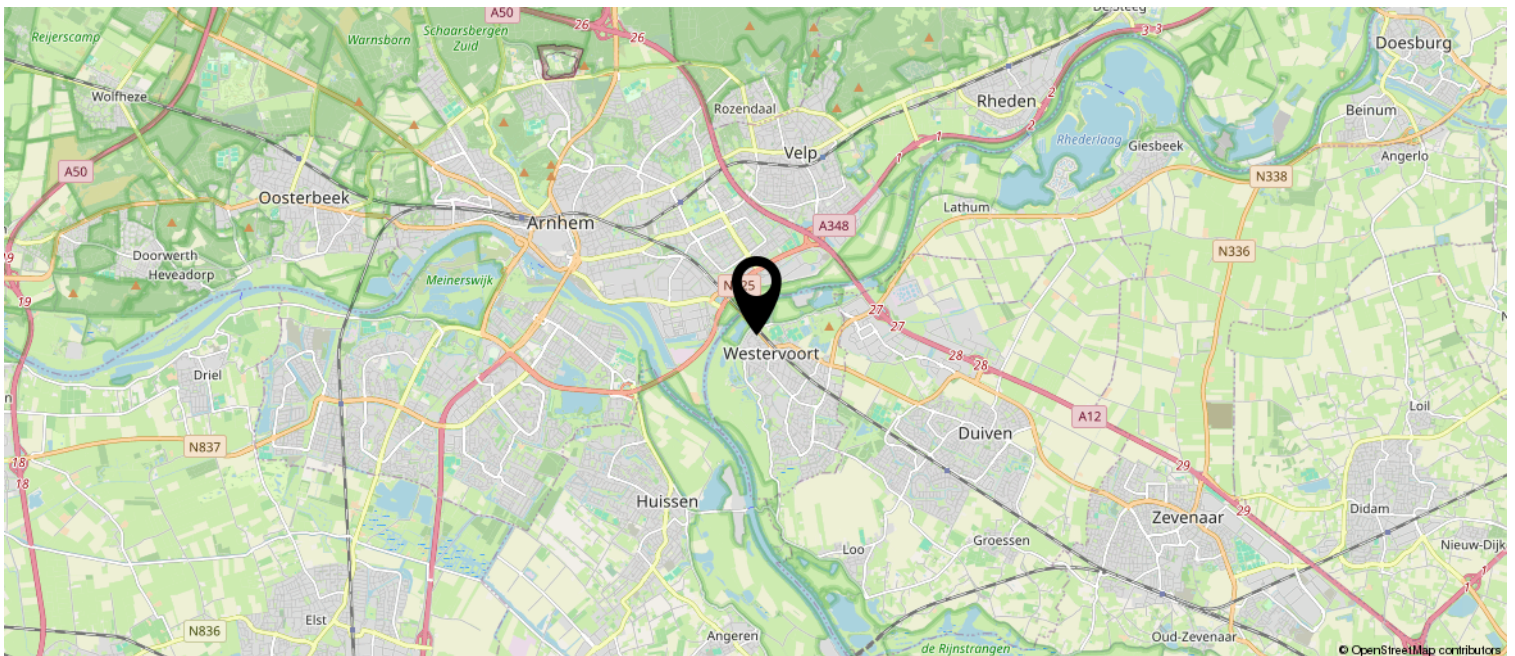 A50
26
26
De Steeg
3
3
Reijerscamp
Warnsborn
Schaarsbergen
Zuid
Doesburg
Wolfheze
Rozendaal
Rheden
2
2
Beinum
Velp
1
1
Rhederlaag
Giesbeek
Angerlo
A50
Oosterbeek
N338
Lathum
Arnhem
A348
Doorwerth
Heveadorp
Meinerswijk
N336
19
19
27
27
Westervoort
28
28
Driel
A12
Loil
N837
Duiven
18
18
29
29
Huissen
Zevenaar
Didam
Loo
Groessen
Nieuw-Dijk
1
1
Elst
N836
Angeren
Oud-Zevenaar
de Rijnstrangen
© OpenStreetMap contributors